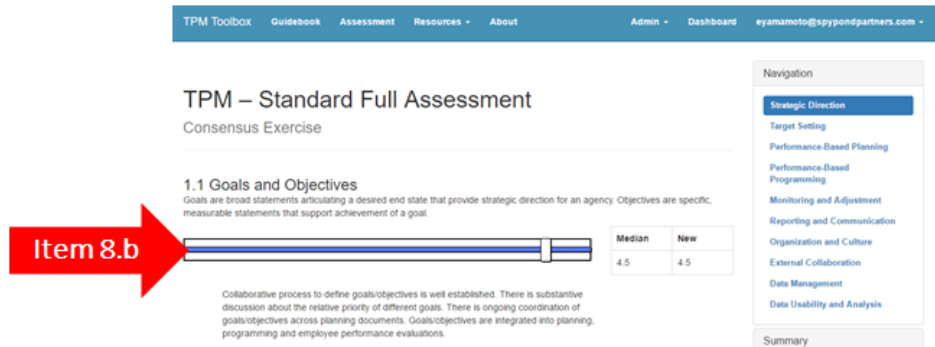 TPM Toolbox Guidebook Assessment Resources About Admin Dashboard eyamamoto@spypondpartners.com
TPM – Standard Full Assessment
Consensus Exercise
1.1 Goals and Objectives
Goals are broad statements articulating a desired end state that provide strategic direction for an agency. Objectives are specific,
measurable statements that support achievement of a goal.
Item 8.b
Median New
4.5 4.5
Collaborative process to define goals/objectives is well established. There is substantive
discussion about the relative priority of different goals. There is ongoing coordination of
goals/objectives across planning documents. Goals/objectives are integrated into planning,
programming and employee performance evaluations.
Navigation
Strategic Direction
Target Setting
Performance-Based Planning
Performance-Based
Programming
Monitoring and Adjustment
Reporting and Communication
Organization and Culture
External Collaboration
Data Management
Data Usability and Analysis
Summary